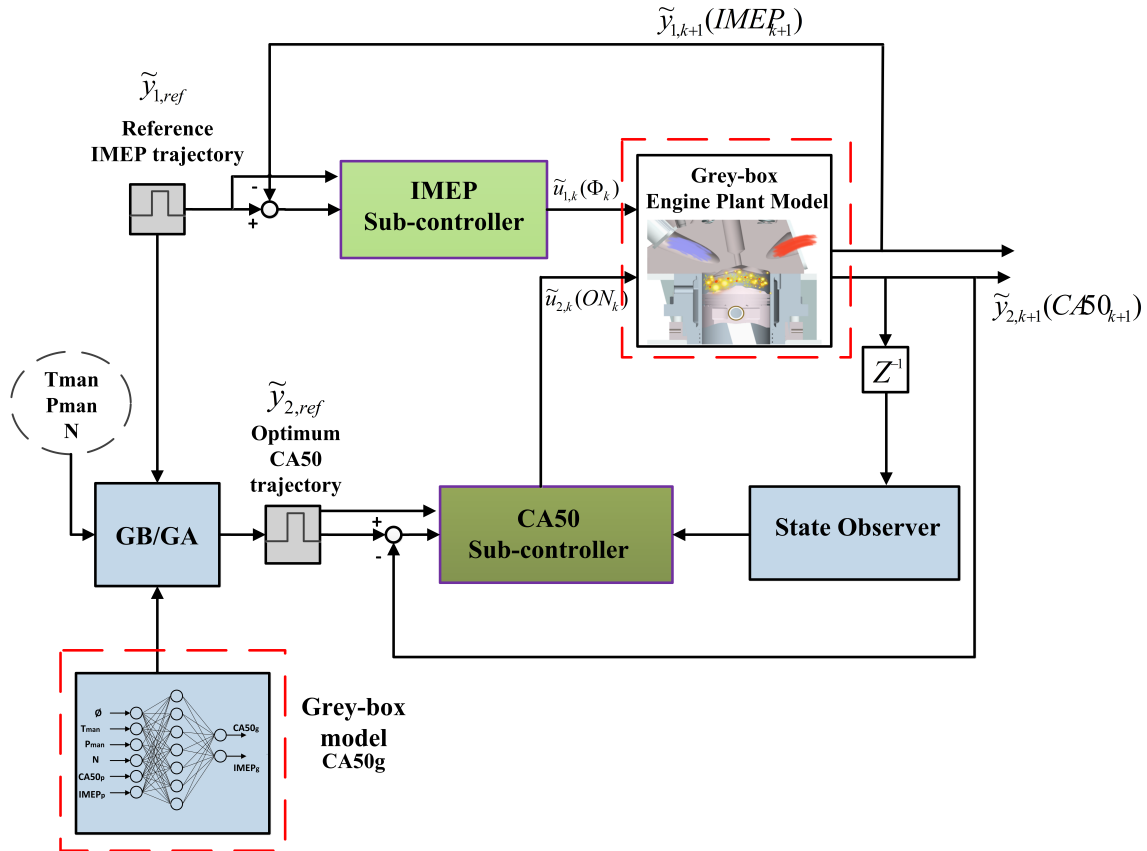 ỹ1,k+1(IMEPk+1)
ỹ1,ref
Reference
IMEP trajectory
-
+
IMEP
Sub-controller
ũ1,k(Φk)
Grey-box
Engine Plant Model
ũ2,k(ONk)
ỹ2,k+1(CA50k+1)
Z-1
Tman
Pman
N
ỹ2,ref
Optimum
CA50
trajectory
GB/GA
+
-
CA50
Sub-controller
State Observer
Ø
Tman
Pman
N
CA50p
IMEPp
CA50g
IMEPg
Grey-box
model
CA50g